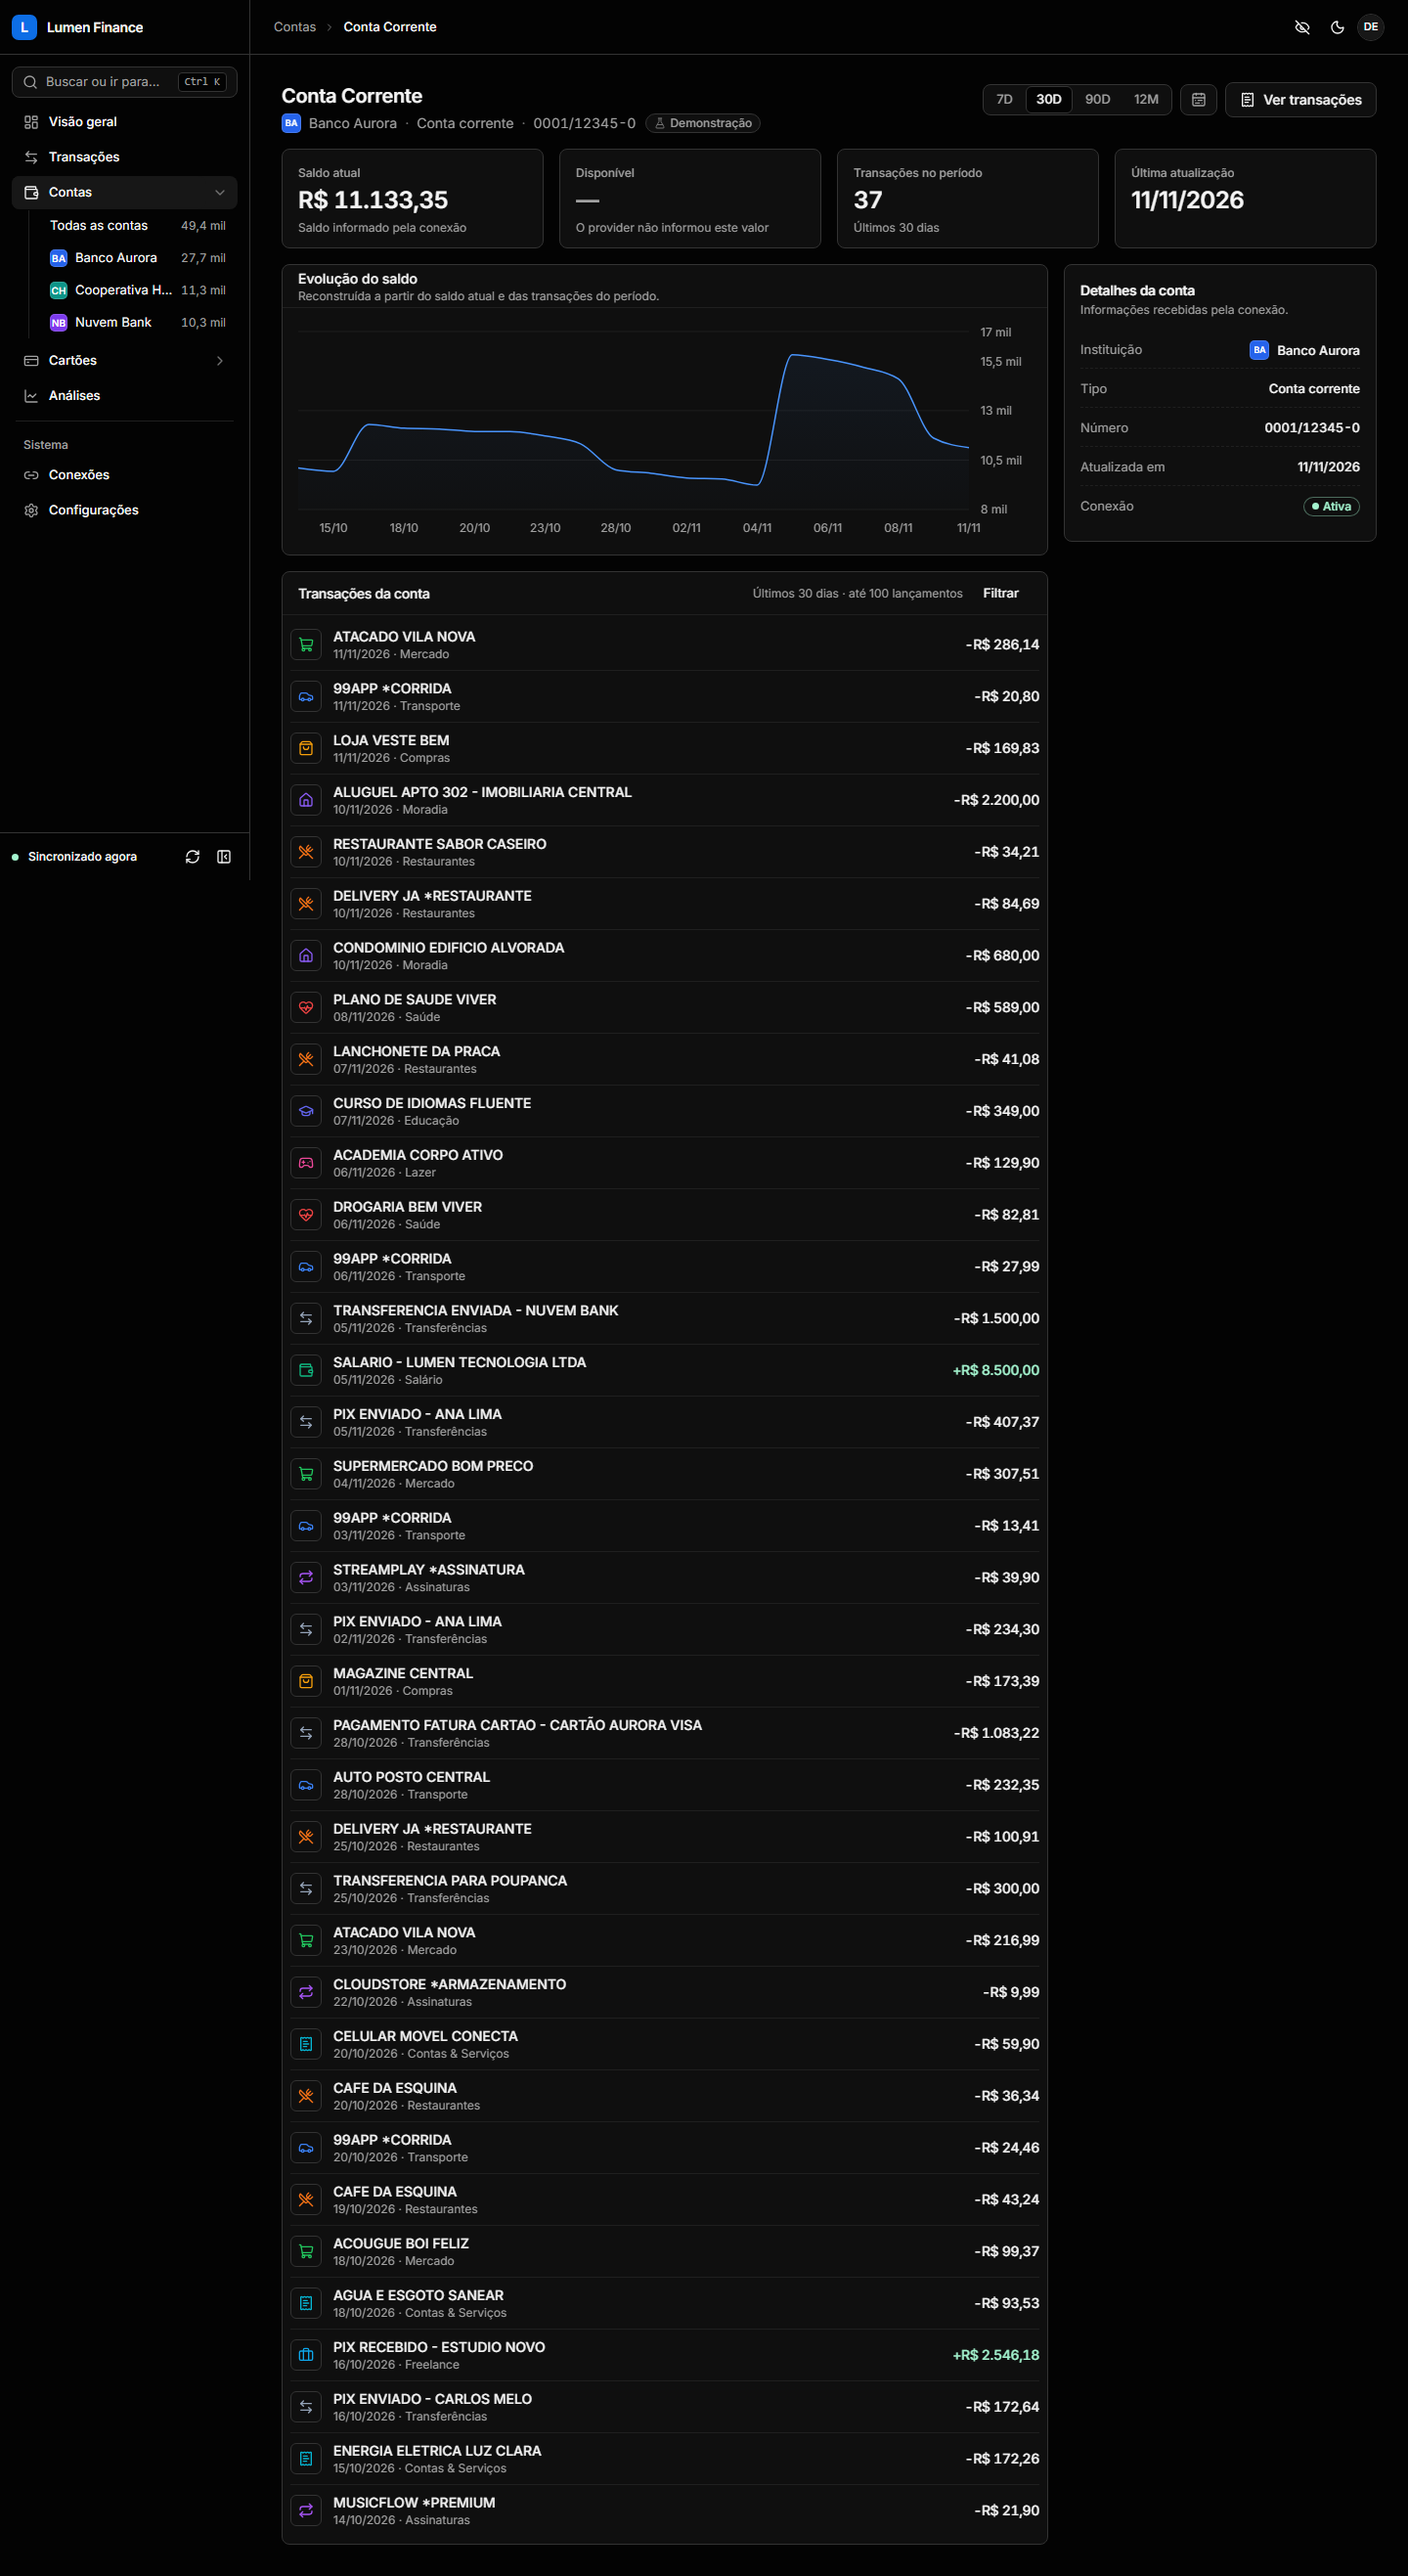 L Lumen Finance
Contas > Conta Corrente
DE
Buscar ou ir para... Ctrl K
Visão geral
Transações
Contas
Todas as contas 49,4 mil
BA Banco Aurora 27,7 mil
CH Cooperativa H... 11,3 mil
NB Nuvem Bank 10,3 mil
Cartões
Análises
Sistema
Conexões
Configurações
Sincronizado agora
Conta Corrente
BA Banco Aurora · Conta corrente · 0001/12345-0 Demonstração
7D 30D 90D 12M
Ver transações
Saldo atual
R$ 11.133,35
Saldo informado pela conexão
Disponível
—
O provider não informou este valor
Transações no período
37
Últimos 30 dias
Última atualização
11/11/2026
Evolução do saldo
Reconstruída a partir do saldo atual e das transações do período.
17 mil
15,5 mil
13 mil
10,5 mil
8 mil
15/10 18/10 20/10 23/10 28/10 02/11 04/11 06/11 08/11 11/11
Detalhes da conta
Informações recebidas pela conexão.
Instituição BA Banco Aurora
Tipo Conta corrente
Número 0001/12345-0
Atualizada em 11/11/2026
Conexão Ativa
Transações da conta Últimos 30 dias · até 100 lançamentos Filtrar
ATACADO VILA NOVA -R$ 286,14
11/11/2026 · Mercado
99APP *CORRIDA -R$ 20,80
11/11/2026 · Transporte
LOJA VESTE BEM -R$ 169,83
11/11/2026 · Compras
ALUGUEL APTO 302 - IMOBILIARIA CENTRAL -R$ 2.200,00
10/11/2026 · Moradia
RESTAURANTE SABOR CASEIRO -R$ 34,21
10/11/2026 · Restaurantes
DELIVERY JA *RESTAURANTE -R$ 84,69
10/11/2026 · Restaurantes
CONDOMINIO EDIFICIO ALVORADA -R$ 680,00
10/11/2026 · Moradia
PLANO DE SAUDE VIVER -R$ 589,00
08/11/2026 · Saúde
LANCHONETE DA PRACA -R$ 41,08
07/11/2026 · Restaurantes
CURSO DE IDIOMAS FLUENTE -R$ 349,00
07/11/2026 · Educação
ACADEMIA CORPO ATIVO -R$ 129,90
06/11/2026 · Lazer
DROGARIA BEM VIVER -R$ 82,81
06/11/2026 · Saúde
99APP *CORRIDA -R$ 27,99
06/11/2026 · Transporte
TRANSFERENCIA ENVIADA - NUVEM BANK -R$ 1.500,00
05/11/2026 · Transferências
SALARIO - LUMEN TECNOLOGIA LTDA +R$ 8.500,00
05/11/2026 · Salário
PIX ENVIADO - ANA LIMA -R$ 407,37
05/11/2026 · Transferências
SUPERMERCADO BOM PRECO -R$ 307,51
04/11/2026 · Mercado
99APP *CORRIDA -R$ 13,41
03/11/2026 · Transporte
STREAMPLAY *ASSINATURA -R$ 39,90
03/11/2026 · Assinaturas
PIX ENVIADO - ANA LIMA -R$ 234,30
02/11/2026 · Transferências
MAGAZINE CENTRAL -R$ 173,39
01/11/2026 · Compras
PAGAMENTO FATURA CARTAO - CARTÃO AURORA VISA -R$ 1.083,22
28/10/2026 · Transferências
AUTO POSTO CENTRAL -R$ 232,35
28/10/2026 · Transporte
DELIVERY JA *RESTAURANTE -R$ 100,91
25/10/2026 · Restaurantes
TRANSFERENCIA PARA POUPANCA -R$ 300,00
25/10/2026 · Transferências
ATACADO VILA NOVA -R$ 216,99
23/10/2026 · Mercado
CLOUDSTORE *ARMAZENAMENTO -R$ 9,99
22/10/2026 · Assinaturas
CELULAR MOVEL CONECTA -R$ 59,90
20/10/2026 · Contas & Serviços
CAFE DA ESQUINA -R$ 36,34
20/10/2026 · Restaurantes
99APP *CORRIDA -R$ 24,46
20/10/2026 · Transporte
CAFE DA ESQUINA -R$ 43,24
19/10/2026 · Restaurantes
ACOUGUE BOI FELIZ -R$ 99,37
18/10/2026 · Mercado
AGUA E ESGOTO SANEAR -R$ 93,53
18/10/2026 · Contas & Serviços
PIX RECEBIDO - ESTUDIO NOVO +R$ 2.546,18
16/10/2026 · Freelance
PIX ENVIADO - CARLOS MELO -R$ 172,64
16/10/2026 · Transferências
ENERGIA ELETRICA LUZ CLARA -R$ 172,26
15/10/2026 · Contas & Serviços
MUSICFLOW *PREMIUM -R$ 21,90
14/10/2026 · Assinaturas